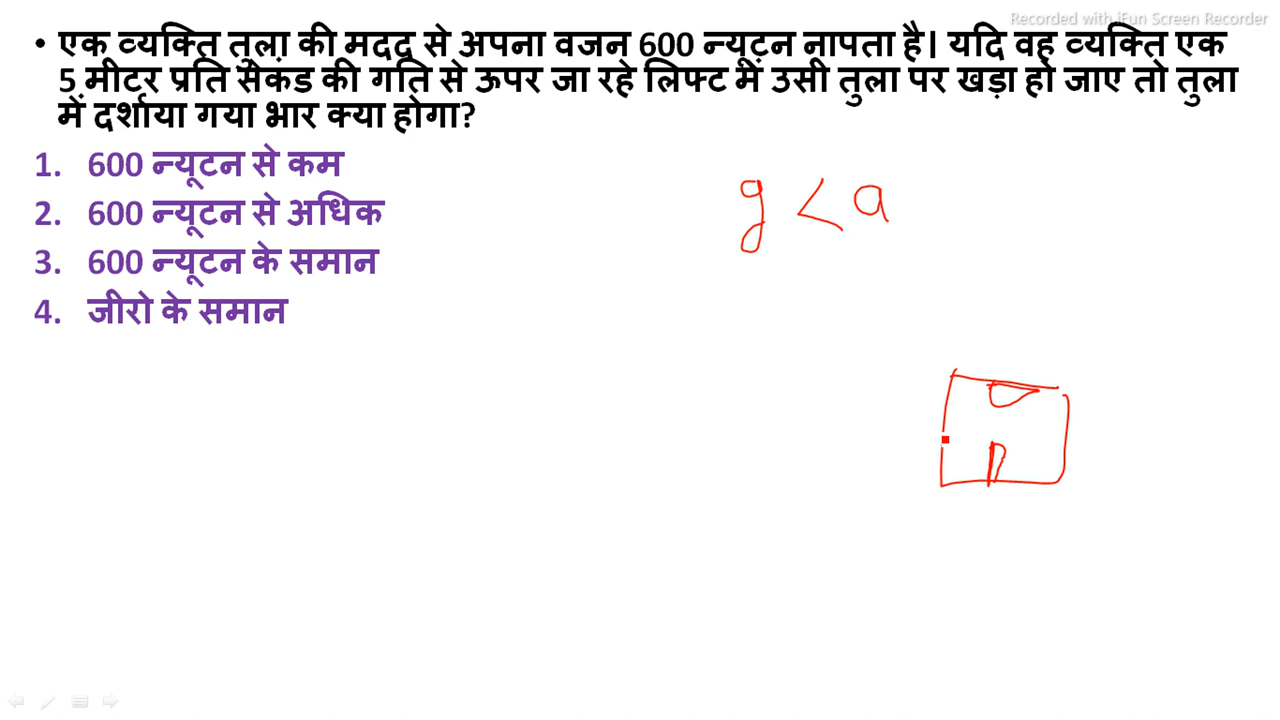 Recorded with iFun Screen Recorder
• एक व्यक्ति तुला की मदद से अपना वजन 600 न्यूटन नापता है। यदि वह व्यक्ति एक
5 मीटर प्रति सेकंड की गति से ऊपर जा रहे लिफ्ट में उसी तुला पर खड़ा हो जाए तो तुला
में दर्शाया गया भार क्या होगा?
1. 600 न्यूटन से कम
2. 600 न्यूटन से अधिक
3. 600 न्यूटन के समान
4. जीरो के समान
g < a